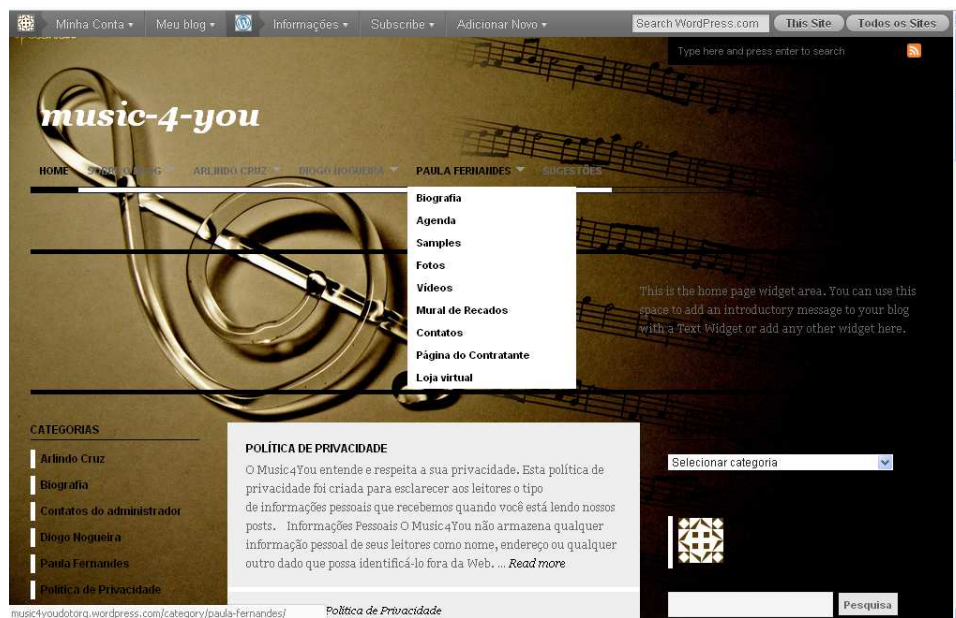 Minha Conta ▾ Meu blog ▾ Informações ▾ Subscribe ▾ Adicionar Novo ▾ Search WordPress.com This Site Todos os Sites
Type here and press enter to search
music-4-you
HOME SOBRE O BLOG ARLINDO CRUZ DIOGO NOGUEIRA PAULA FERNANDES SUGESTÕES
Biografia
Agenda
Samples
Fotos
Vídeos
Mural de Recados
Contatos
Página do Contratante
Loja virtual
This is the home page widget area. You can use this
space to add an introductory message to your blog
with a Text Widget or add any other widget here.
CATEGORIAS
Arlindo Cruz
Biografia
Contatos do administrador
Diogo Nogueira
Paula Fernandes
Política de Privacidade
POLÍTICA DE PRIVACIDADE
O Music4You entende e respeita a sua privacidade. Esta política de
privacidade foi criada para esclarecer aos leitores o tipo
de informações pessoais que recebemos quando você está lendo nossos
posts. Informações Pessoais O Music4You não armazena qualquer
informação pessoal de seus leitores como nome, endereço ou qualquer
outro dado que possa identificá-lo fora da Web. ... Read more
Política de Privacidade
Selecionar categoria
Pesquisa
music4youdotorg.wordpress.com/category/paula-fernandes/